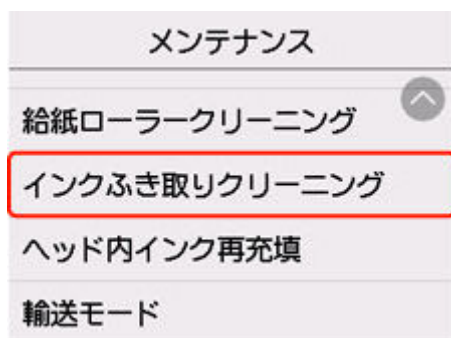 メンテナンス
給紙ローラークリーニング
インクふき取りクリーニング
ヘッド内インク再充填
輸送モード